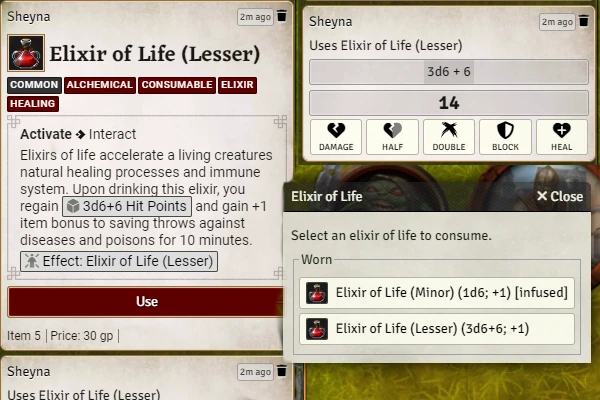 Sheyna
2m ago
Elixir of Life (Lesser)
COMMON ALCHEMICAL CONSUMABLE ELIXIR
HEALING
Activate Interact
Elixirs of life accelerate a living creatures
natural healing processes and immune
system. Upon drinking this elixir, you
regain 3d6+6 Hit Points and gain +1
item bonus to saving throws against
diseases and poisons for 10 minutes.
Effect: Elixir of Life (Lesser)
Use
Item 5 | Price: 30 gp |
Sheyna
2m ago
Uses Elixir of Life (Lesser)
Sheyna
2m ago
Uses Elixir of Life (Lesser)
3d6 + 6
14
DAMAGE HALF DOUBLE BLOCK HEAL
Elixir of Life
Close
Select an elixir of life to consume.
Worn
Elixir of Life (Minor) (1d6; +1) [infused]
Elixir of Life (Lesser) (3d6+6; +1)